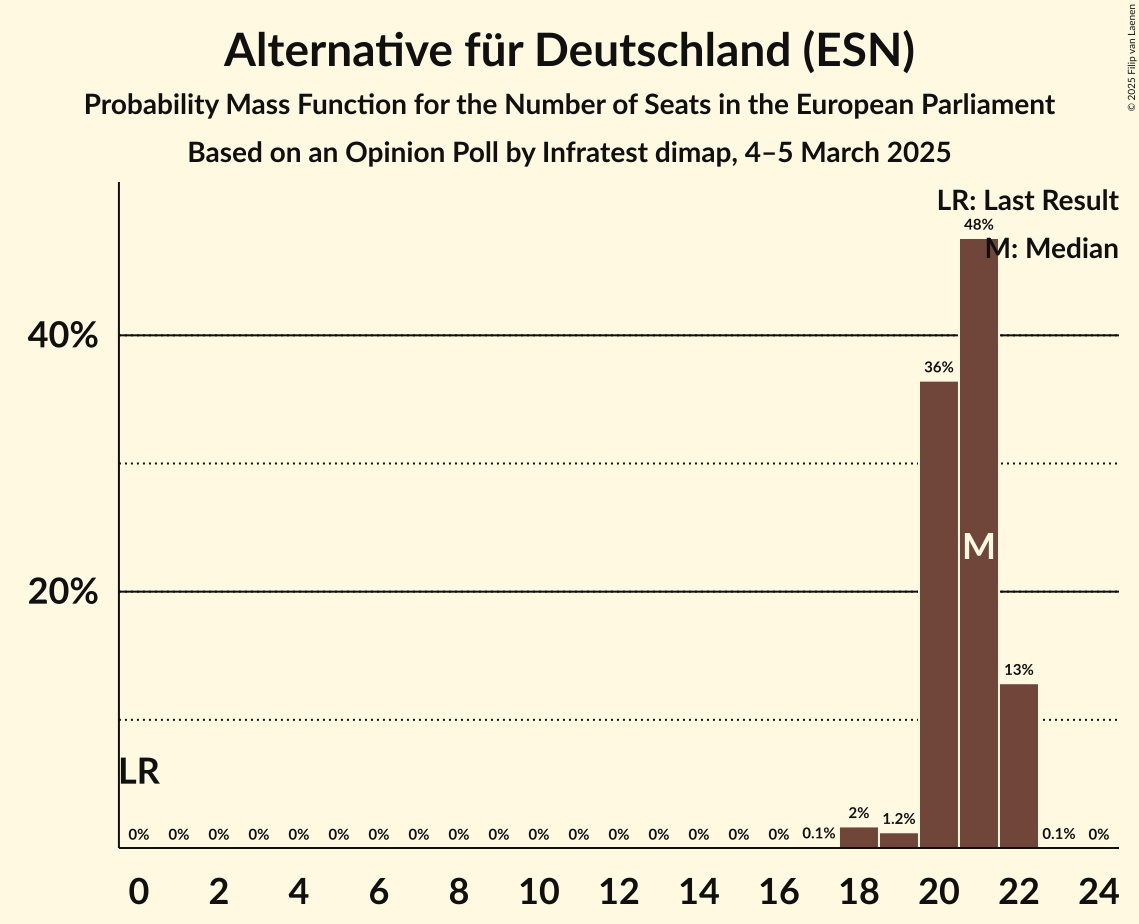 Alternative für Deutschland (ESN)
Probability Mass Function for the Number of Seats in the European Parliament
Based on an Opinion Poll by Infratest dimap, 4–5 March 2025
© 2025 Filip van Laenen
LR: Last Result
M: Median
48%
40%
36%
M
20%
13%
LR
0% 0% 0% 0% 0% 0% 0% 0% 0% 0% 0% 0% 0% 0% 0% 0% 0% 0.1% 2% 1.2% 0.1% 0%
0 2 4 6 8 10 12 14 16 18 20 22 24